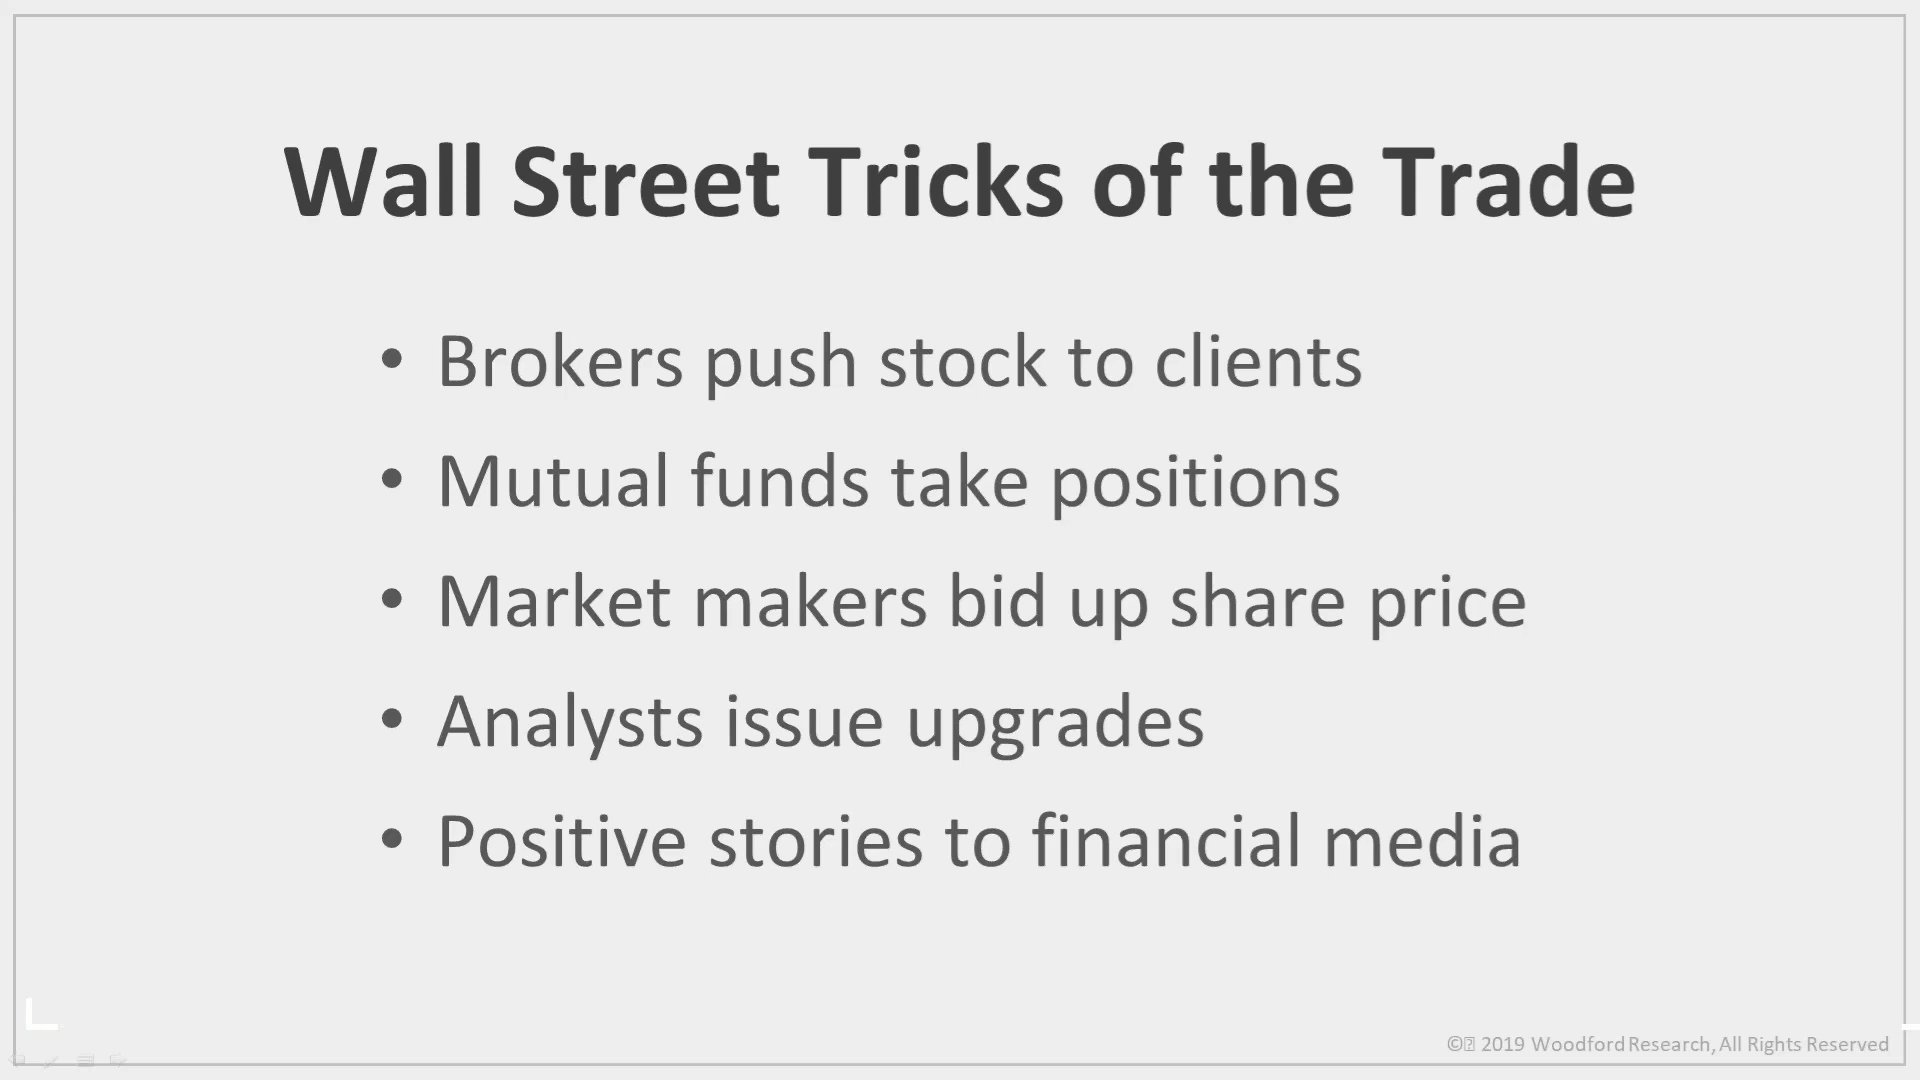 Wall Street Tricks of the Trade
• Brokers push stock to clients
• Mutual funds take positions
• Market makers bid up share price
• Analysts issue upgrades
• Positive stories to financial media
© 2019 Woodford Research, All Rights Reserved